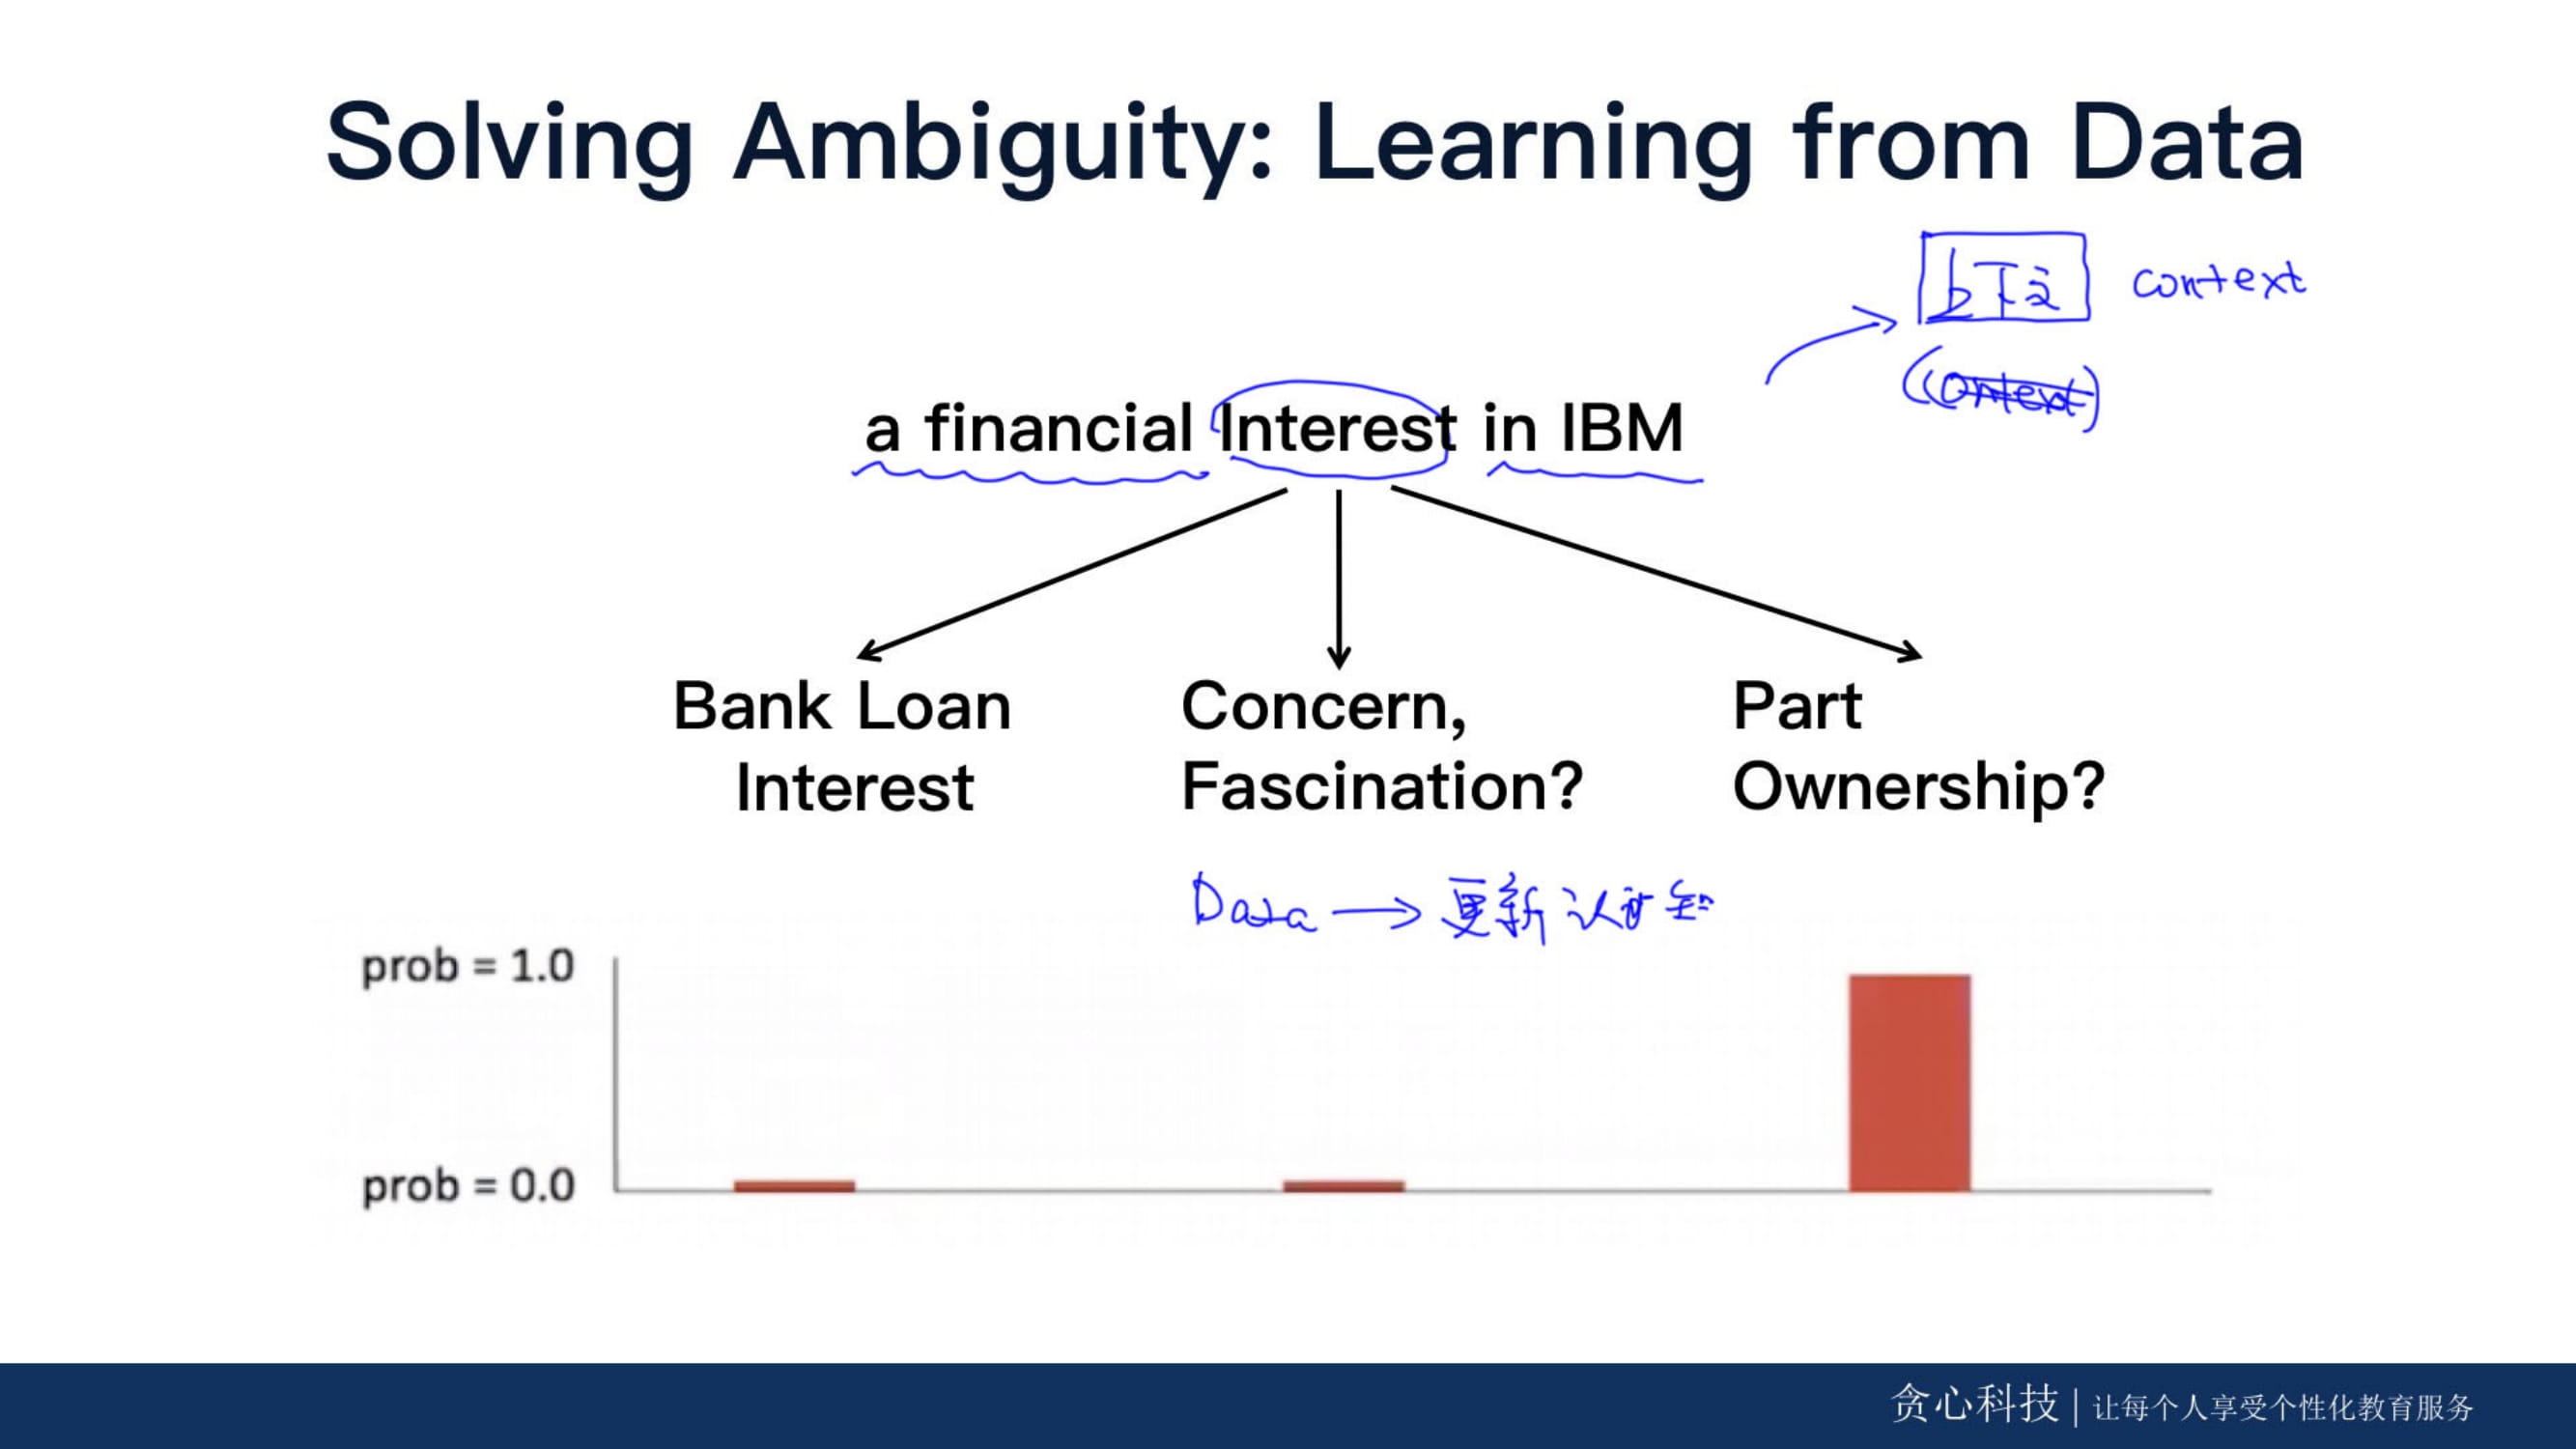 Solving Ambiguity: Learning from Data
上下文 context
(context)
a financial Interest in IBM
Bank Loan
Interest
Concern,
Fascination?
Part
Ownership?
Data → 更新认知
prob = 1.0
prob = 0.0
贪心科技 | 让每个人享受个性化教育服务